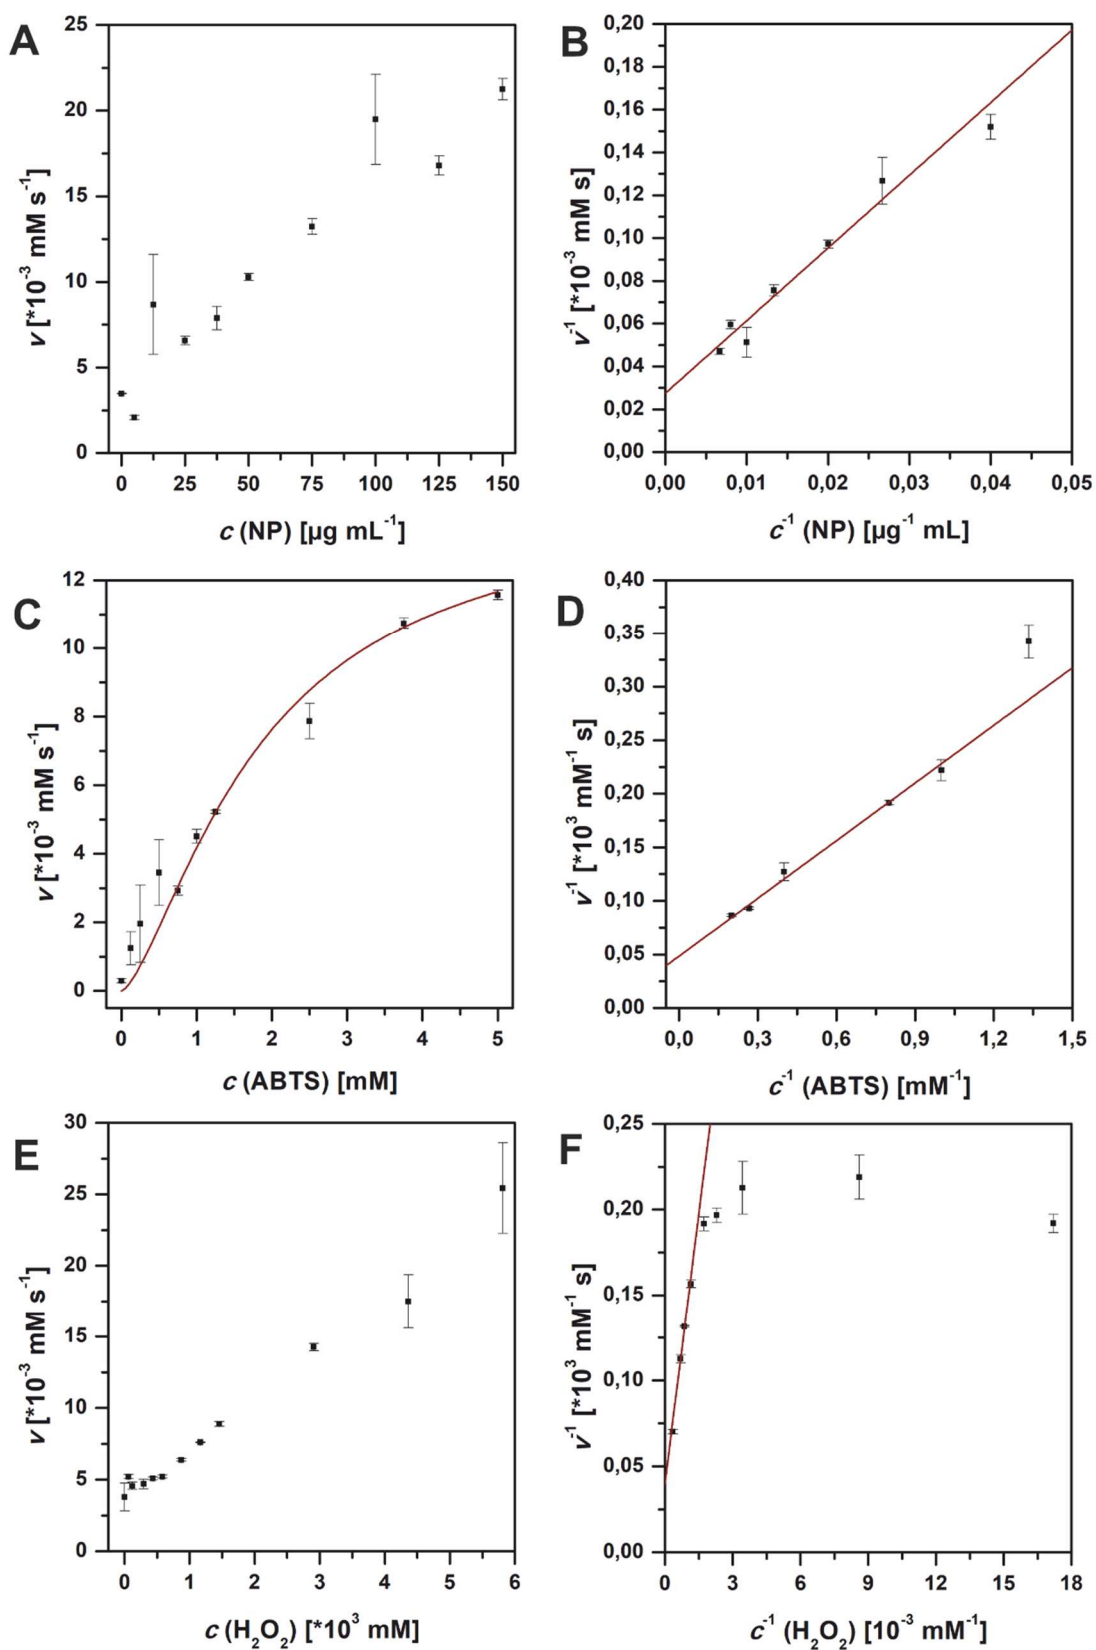 A
25
20
15
10
5
0
v [*10⁻³ mM s⁻¹]
0 25 50 75 100 125 150
c (NP) [µg mL⁻¹]
B
0,20
0,18
0,16
0,14
0,12
0,10
0,08
0,06
0,04
0,02
0,00
v⁻¹ [*10⁻³ mM s]
0,00 0,01 0,02 0,03 0,04 0,05
c⁻¹ (NP) [µg⁻¹ mL]
C
12
10
8
6
4
2
0
v [*10⁻³ mM s⁻¹]
0 1 2 3 4 5
c (ABTS) [mM]
D
0,40
0,35
0,30
0,25
0,20
0,15
0,10
0,05
0,00
v⁻¹ [*10³ mM⁻¹ s]
0,0 0,3 0,6 0,9 1,2 1,5
c⁻¹ (ABTS) [mM⁻¹]
E
30
25
20
15
10
5
0
v [*10⁻³ mM s⁻¹]
0 1 2 3 4 5 6
c (H₂O₂) [*10³ mM]
F
0,25
0,20
0,15
0,10
0,05
0,00
v⁻¹ [*10³ mM⁻¹ s]
0 3 6 9 12 15 18
c⁻¹ (H₂O₂) [10⁻³ mM⁻¹]